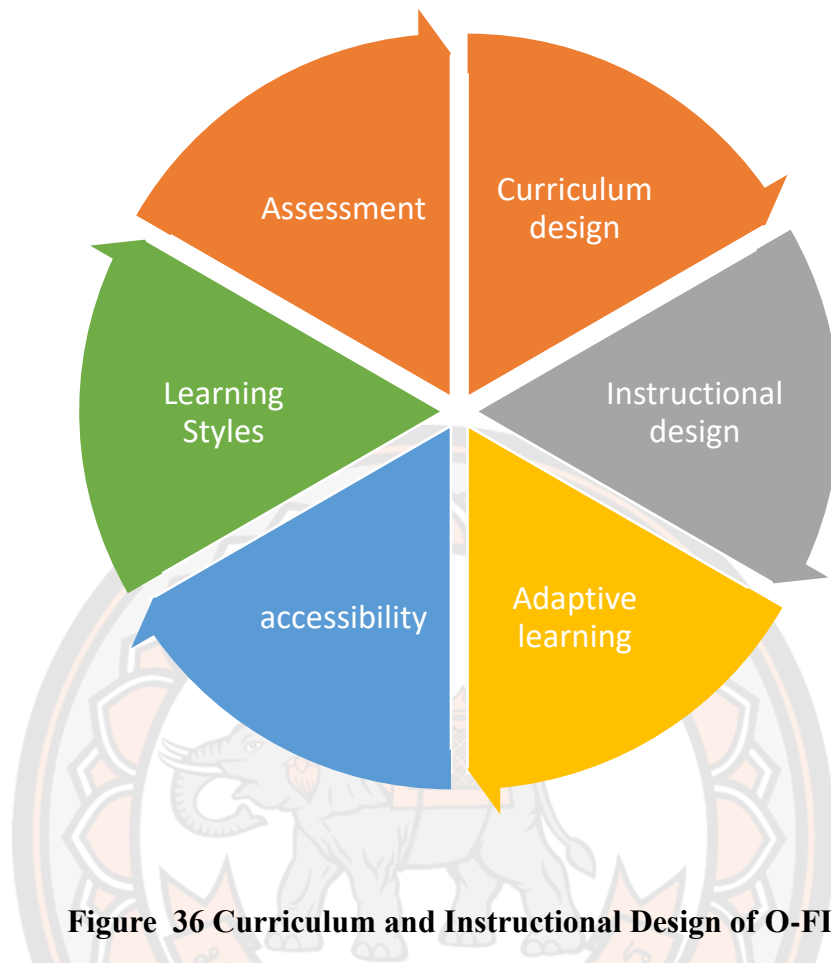 Assessment
Curriculum
design
Learning
Styles
Instructional
design
accessibility
Adaptive
learning
Figure 36 Curriculum and Instructional Design of O-FI